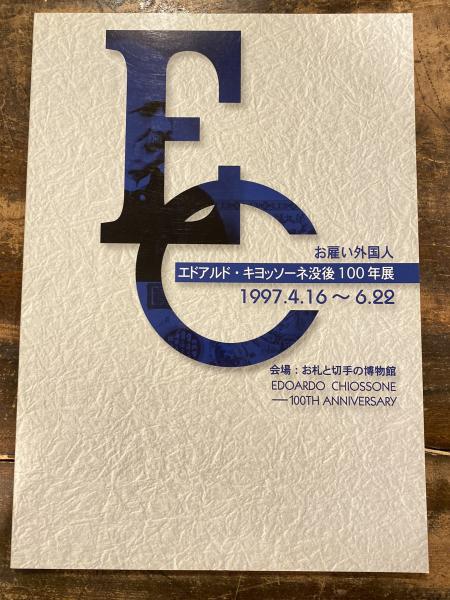 EC
お雇い外国人
エドアルド・キヨッソーネ没後100年展
1997.4.16～6.22
会場：お札と切手の博物館
EDOARDO CHIOSSONE
—100TH ANNIVERSARY